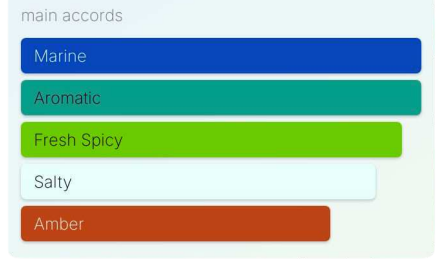 main accords
Marine
Aromatic
Fresh Spicy
Salty
Amber